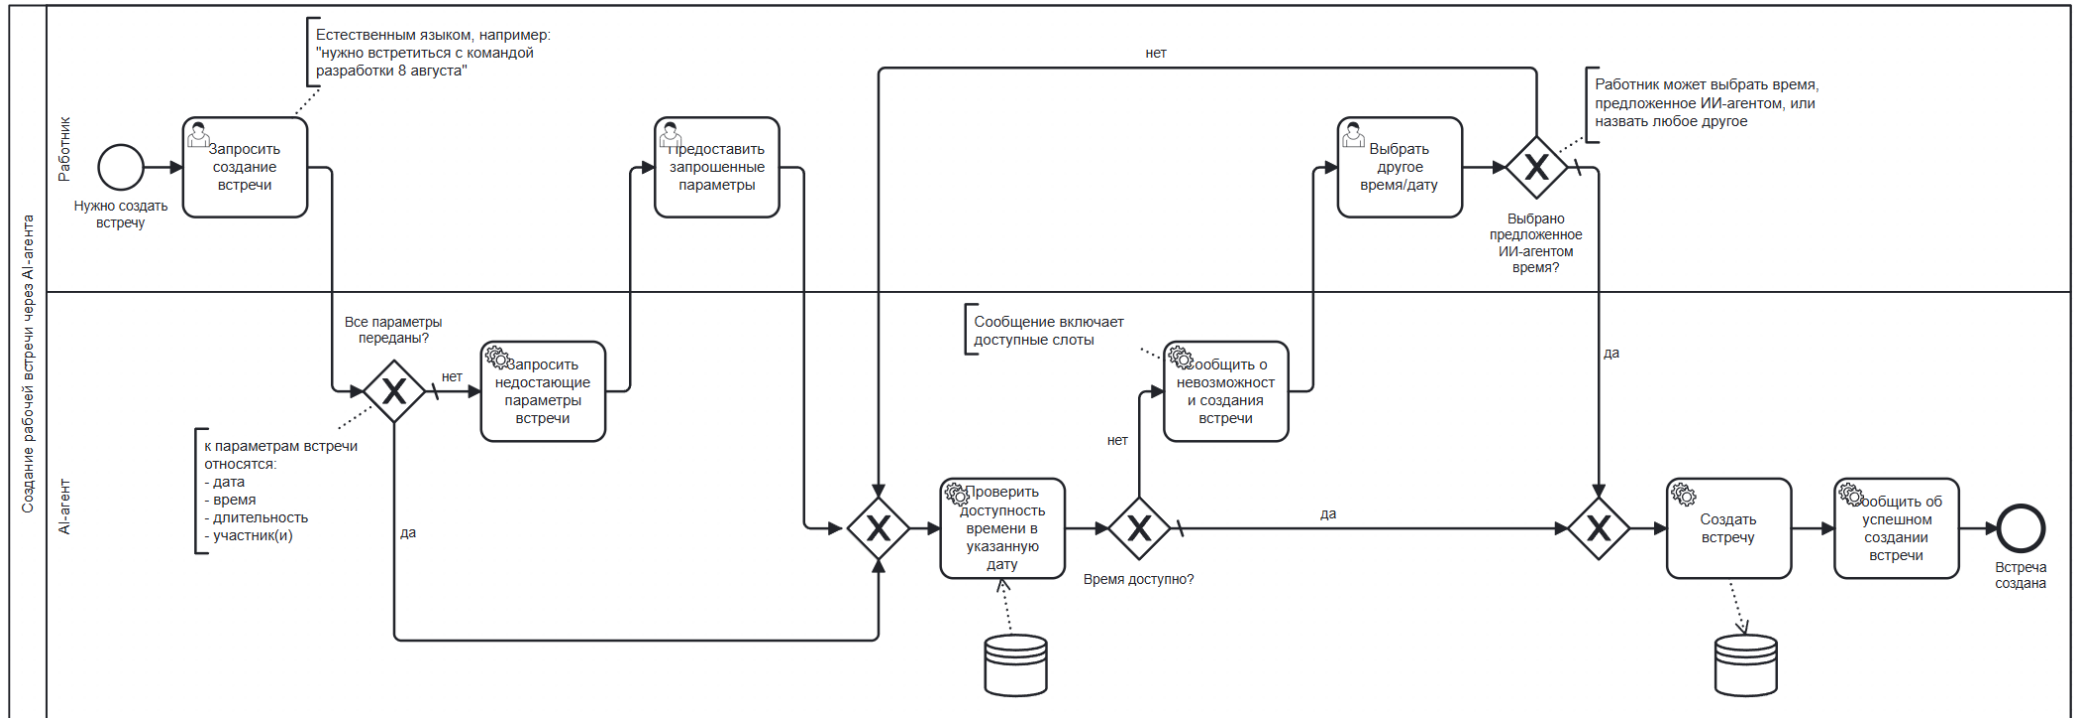 Создание рабочей встречи через AI-агента
Работник
AI-агент
Естественным языком, например:
"нужно встретиться с командой
разработки 8 августа"
Нужно создать
встречу
Запросить
создание
встречи
Предоставить
запрошенные
параметры
нет
Выбрать
другое
время/дату
Работник может выбрать время,
предложенное ИИ-агентом, или
назвать любое другое
Выбрано
предложенное
ИИ-агентом
время?
да
Все параметры
переданы?
нет
Запросить
недостающие
параметры
встречи
к параметрам встречи
относятся:
- дата
- время
- длительность
- участник(и)
да
Сообщение включает
доступные слоты
Сообщить о
невозможност
и создания
встречи
нет
Проверить
доступность
времени в
указанную
дату
Время доступно?
да
Создать
встречу
Сообщить об
успешном
создании
встречи
Встреча
создана